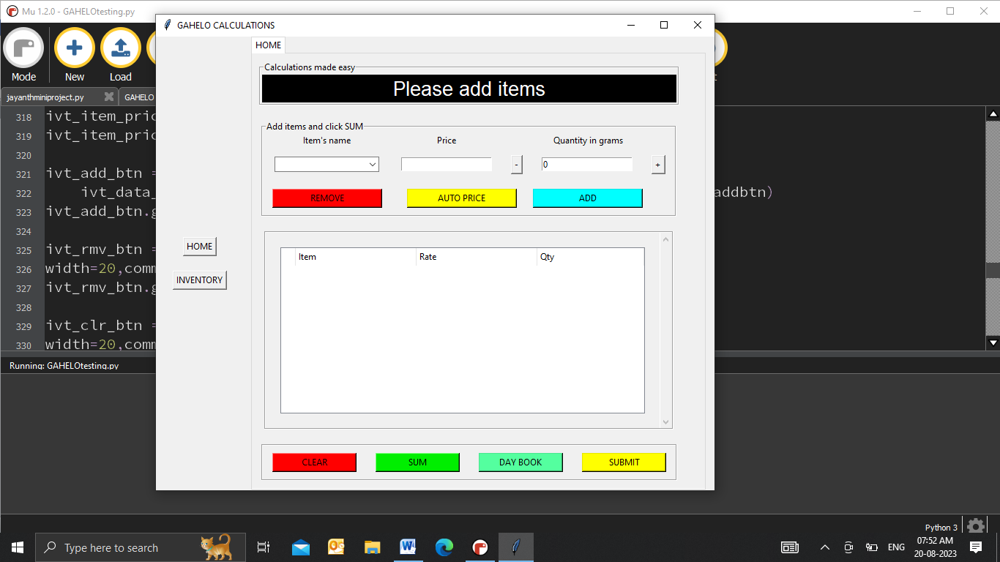 Mu 1.2.0 - GAHELOtesting.py
GAHELO CALCULATIONS
Mode
New
Load
jayanthminiproject.py
GAHELO
318 ivt_item_pric
319 ivt_item_pric
320
321 ivt_add_btn =
322 ivt_data_
addbtn)
323 ivt_add_btn.g
324
325 ivt_rmv_btn =
326 width=20,comm
327 ivt_rmv_btn.g
328
329 ivt_clr_btn =
330 width=20,comm
Running: GAHELOtesting.py
HOME
INVENTORY
HOME
Calculations made easy
Please add items
Add items and click SUM
Item's name Price Quantity in grams
- 0 +
REMOVE AUTO PRICE ADD
Item Rate Qty
CLEAR SUM DAY BOOK SUBMIT
Python 3
Type here to search
ENG
07:52 AM
20-08-2023